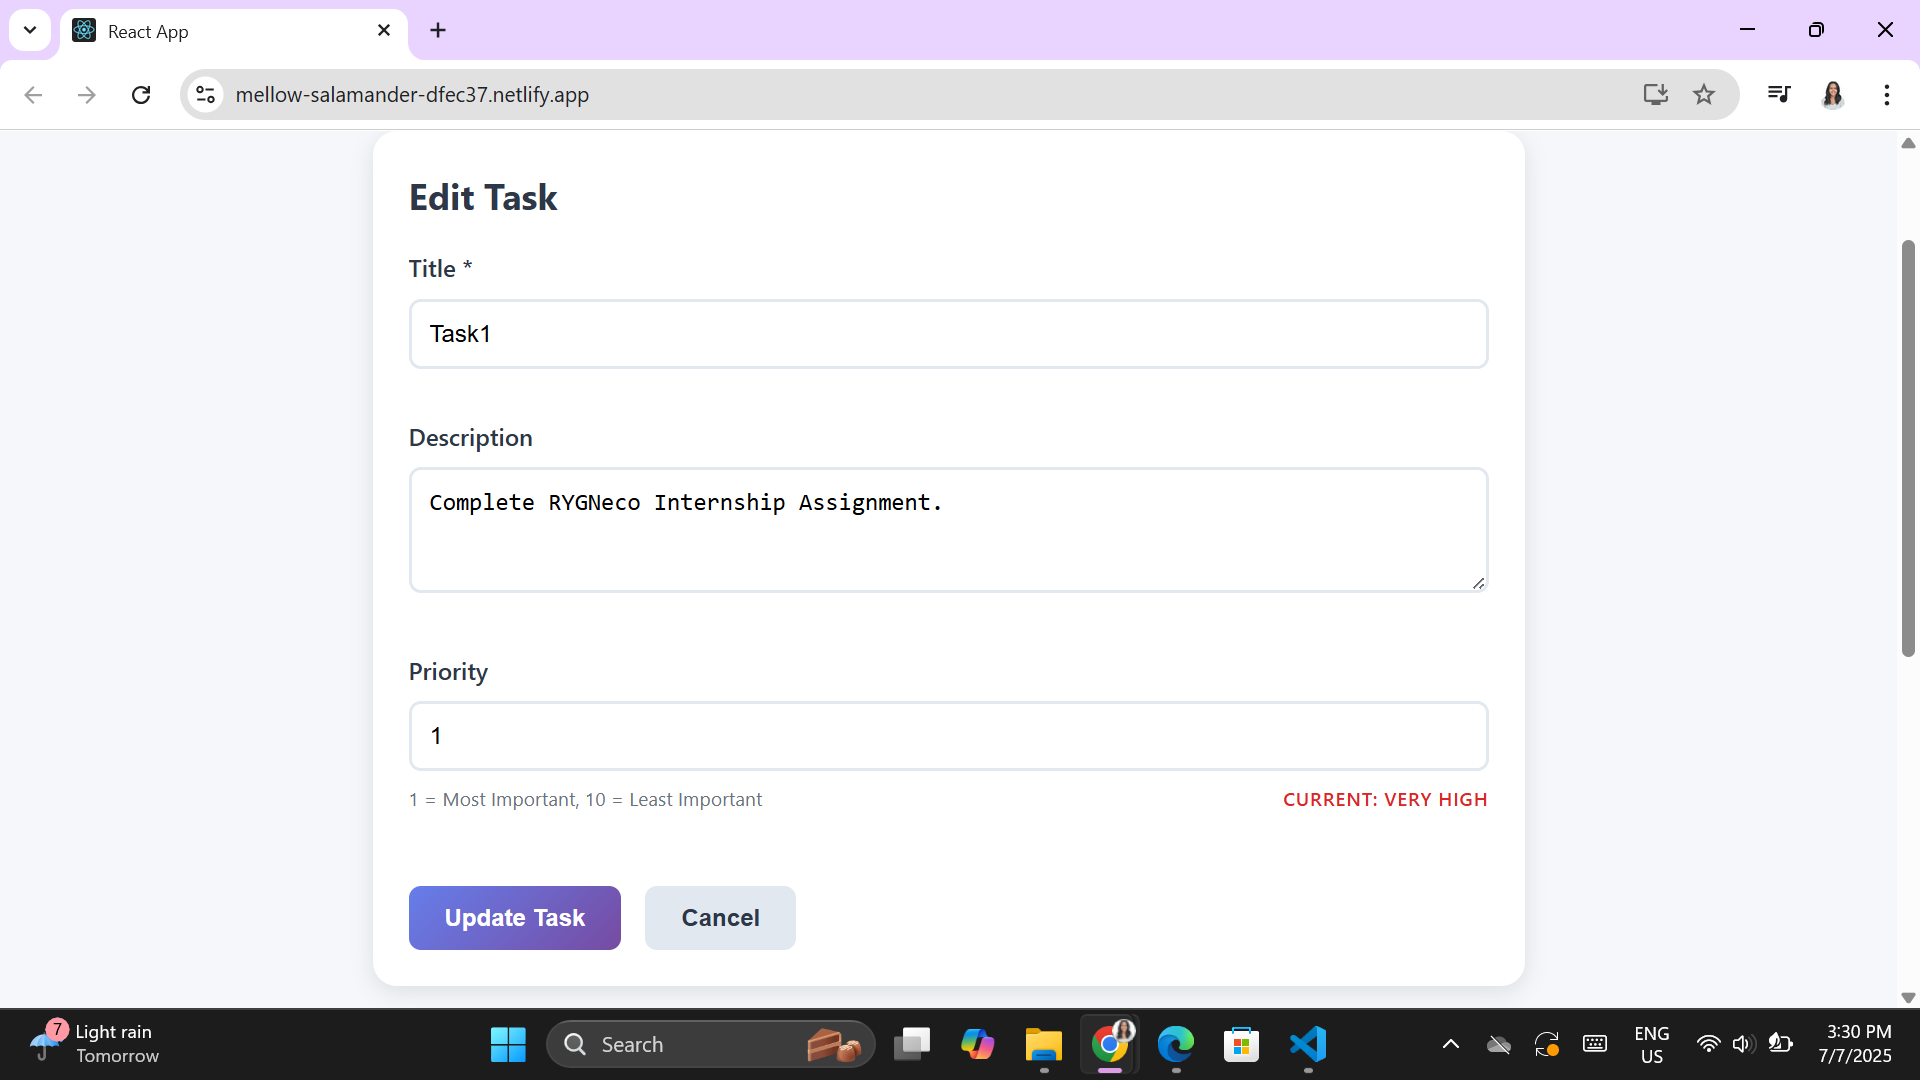 React App
mellow-salamander-dfec37.netlify.app
Edit Task
Title *
Task1
Description
Complete RYGNeco Internship Assignment.
Priority
1
1 = Most Important, 10 = Least Important
CURRENT: VERY HIGH
Update Task
Cancel
7
Light rain
Tomorrow
Search
ENG
US
3:30 PM
7/7/2025